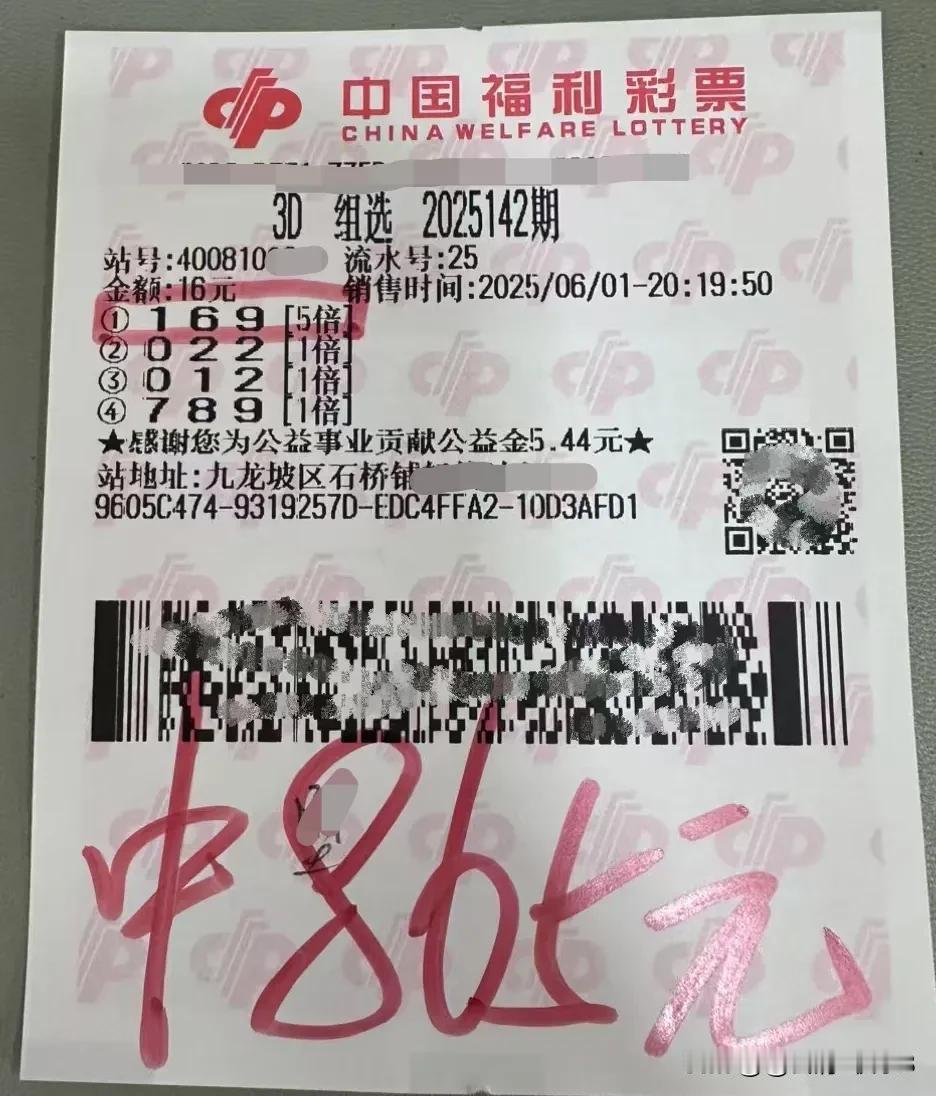 中国福利彩票
CHINA WELFARE LOTTERY
3D 组选 2025142期
站号:400810 流水号:25
金额:16元 销售时间:2025/06/01-20:19:50
① 1 6 9 [5倍]
② 0 2 2 [1倍]
③ 0 1 2 [1倍]
④ 7 8 9 [1倍]
★感谢您为公益事业贡献公益金5.44元★
站地址:九龙坡区石桥铺
9605C474-9319257D-EDC4FFA2-10D3AFD1
中865元